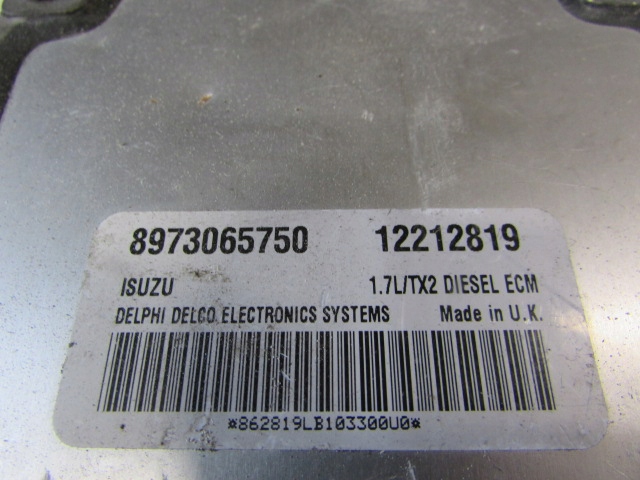 8973065750 12212819
ISUZU 1.7L/TX2 DIESEL ECM
DELPHI DELCO ELECTRONICS SYSTEMS Made in U.K.
*862819LB103300U0*